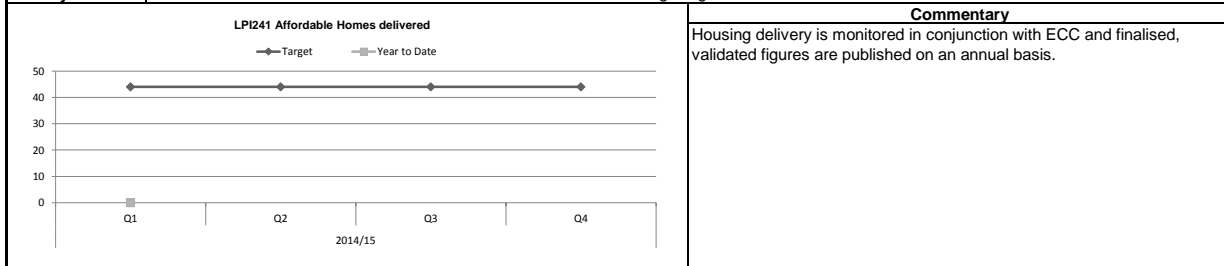 LPI241 Affordable Homes delivered
Target Year to Date
50
40
30
20
10
0
Q1 Q2 Q3 Q4
2014/15
Commentary
Housing delivery is monitored in conjunction with ECC and finalised,
validated figures are published on an annual basis.